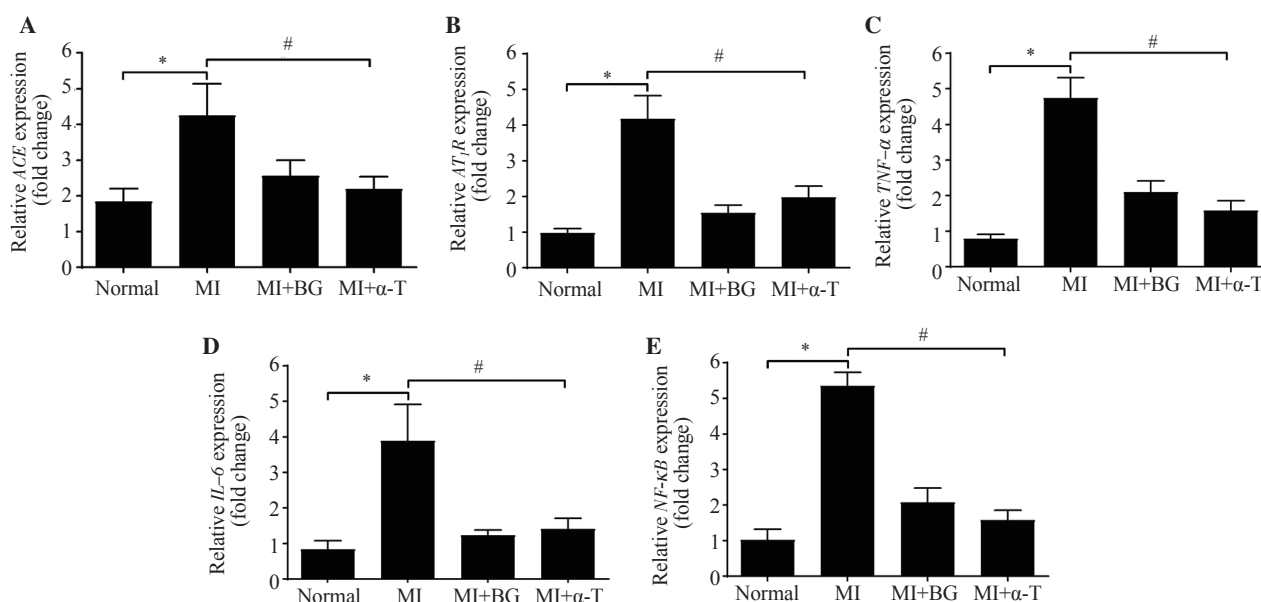 A
Relative ACE expression
(fold change)
6
5
4
3
2
1
0
*
#
Normal MI MI+BG MI+α-T
B
Relative AT1R expression
(fold change)
6
5
4
3
2
1
0
*
#
Normal MI MI+BG MI+α-T
C
Relative TNF–α expression
(fold change)
6
5
4
3
2
1
0
*
#
Normal MI MI+BG MI+α-T
D
Relative IL–6 expression
(fold change)
6
5
4
3
2
1
0
*
#
Normal MI MI+BG MI+α-T
E
Relative NF-κB expression
(fold change)
6
5
4
3
2
1
0
*
#
Normal MI MI+BG MI+α-T